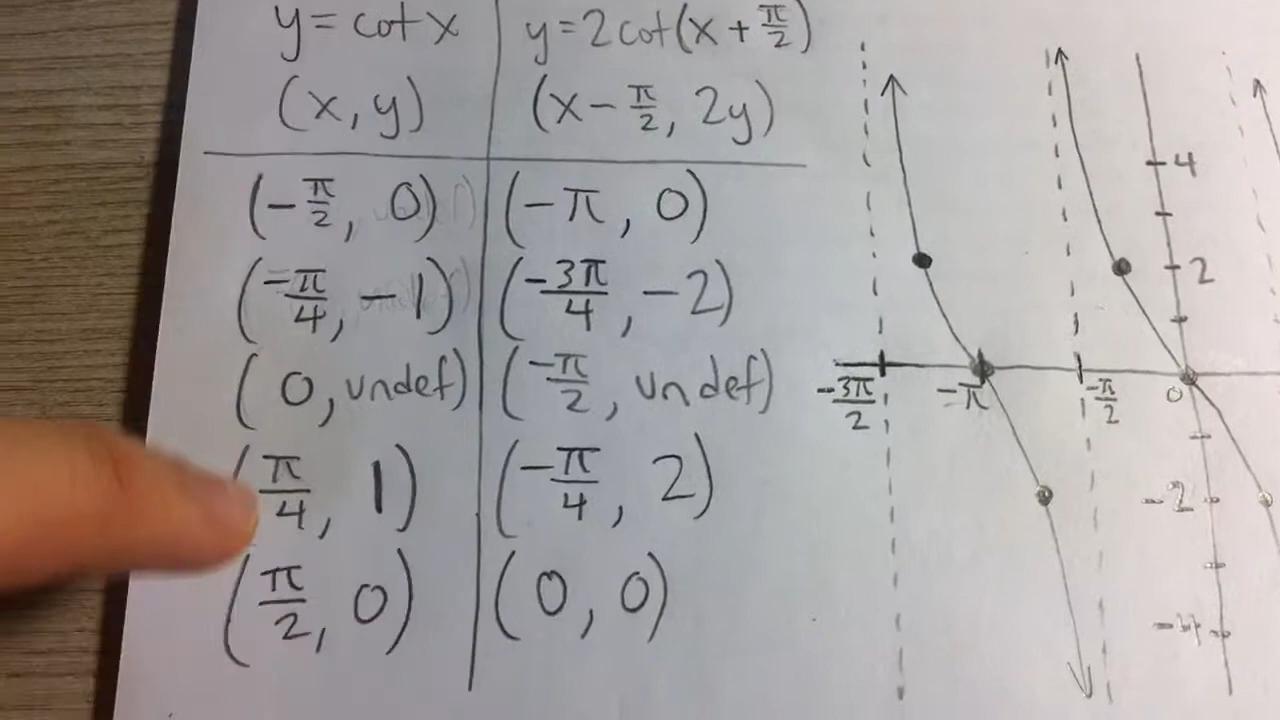 y = cot x | y = 2cot(x + π/2)
(x, y) | (x − π/2, 2y)
(−π/2, 0) | (−π, 0)
(−π/4, −1) | (−3π/4, −2)
(0, undef) | (−π/2, undef)
(π/4, 1) | (−π/4, 2)
(π/2, 0) | (0, 0)
4
2
−3π/2 −π −π/2 0
−2
−4